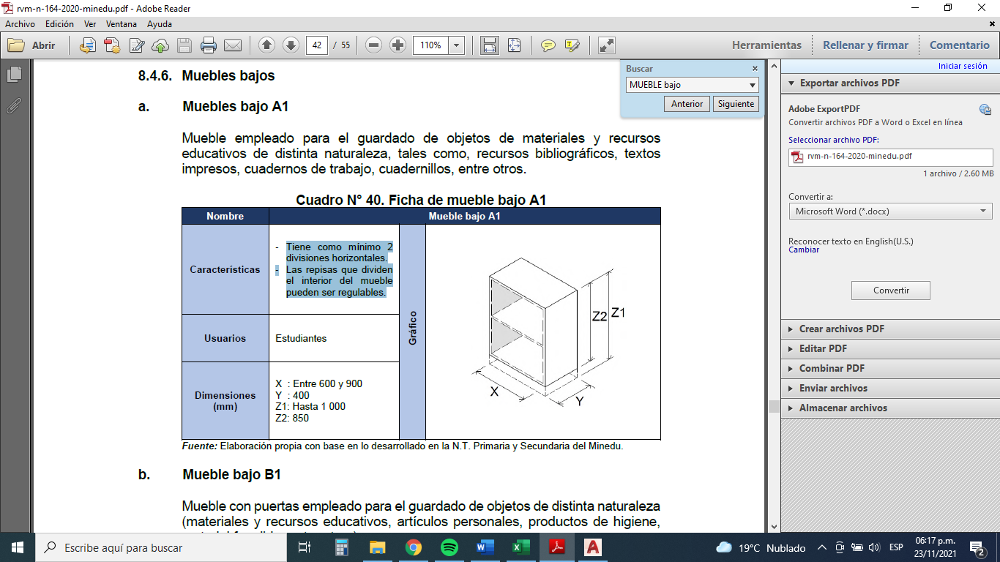 rvm-n-164-2020-minedu.pdf - Adobe Reader
Archivo Edición Ver Ventana Ayuda
Abrir 42 / 55 110% Herramientas Rellenar y firmar Comentario
8.4.6. Muebles bajos
a. Muebles bajo A1
Mueble empleado para el guardado de objetos de materiales y recursos
educativos de distinta naturaleza, tales como, recursos bibliográficos, textos
impresos, cuadernos de trabajo, cuadernillos, entre otros.
Cuadro N° 40. Ficha de mueble bajo A1
Nombre Mueble bajo A1
Características
- Tiene como mínimo 2
divisiones horizontales.
- Las repisas que dividen
el interior del mueble
pueden ser regulables.
Usuarios Estudiantes
Dimensiones
(mm)
X : Entre 600 y 900
Y : 400
Z1: Hasta 1 000
Z2: 850
Gráfico
Z2 Z1
X
Y
Fuente: Elaboración propia con base en lo desarrollado en la N.T. Primaria y Secundaria del Minedu.
b. Mueble bajo B1
Mueble con puertas empleado para el guardado de objetos de distinta naturaleza
(materiales y recursos educativos, artículos personales, productos de higiene,
Buscar
MUEBLE bajo
Anterior Siguiente
Iniciar sesión
Exportar archivos PDF
Adobe ExportPDF
Convertir archivos PDF a Word o Excel en línea
Seleccionar archivo PDF:
rvm-n-164-2020-minedu.pdf
1 archivo / 2.60 MB
Convertir a:
Microsoft Word (*.docx)
Reconocer texto en English(U.S.)
Cambiar
Convertir
Crear archivos PDF
Editar PDF
Combinar PDF
Enviar archivos
Almacenar archivos
Escribe aquí para buscar
19°C Nublado
ESP
06:17 p.m.
23/11/2021
2